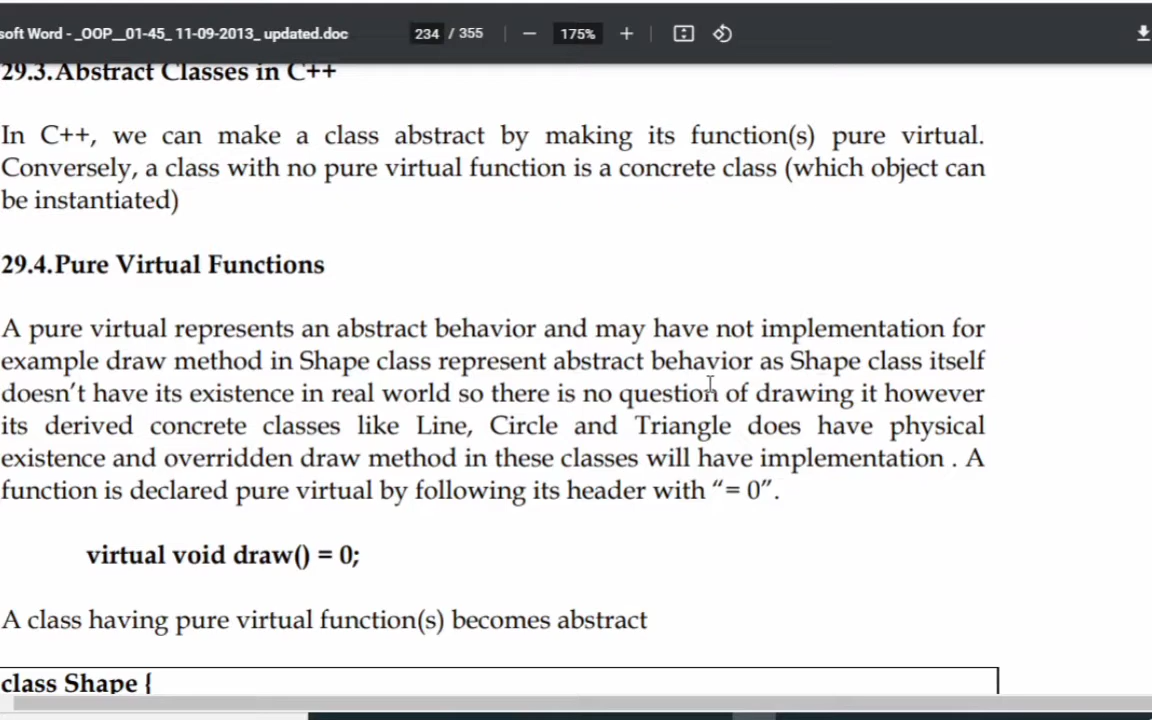 soft Word - _OOP__01-45_ 11-09-2013_ updated.doc 234 / 355 175%
29.3.Abstract Classes in C++
In C++, we can make a class abstract by making its function(s) pure virtual.
Conversely, a class with no pure virtual function is a concrete class (which object can
be instantiated)
29.4.Pure Virtual Functions
A pure virtual represents an abstract behavior and may have not implementation for
example draw method in Shape class represent abstract behavior as Shape class itself
doesn’t have its existence in real world so there is no question of drawing it however
its derived concrete classes like Line, Circle and Triangle does have physical
existence and overridden draw method in these classes will have implementation . A
function is declared pure virtual by following its header with “= 0”.
virtual void draw() = 0;
A class having pure virtual function(s) becomes abstract
class Shape {